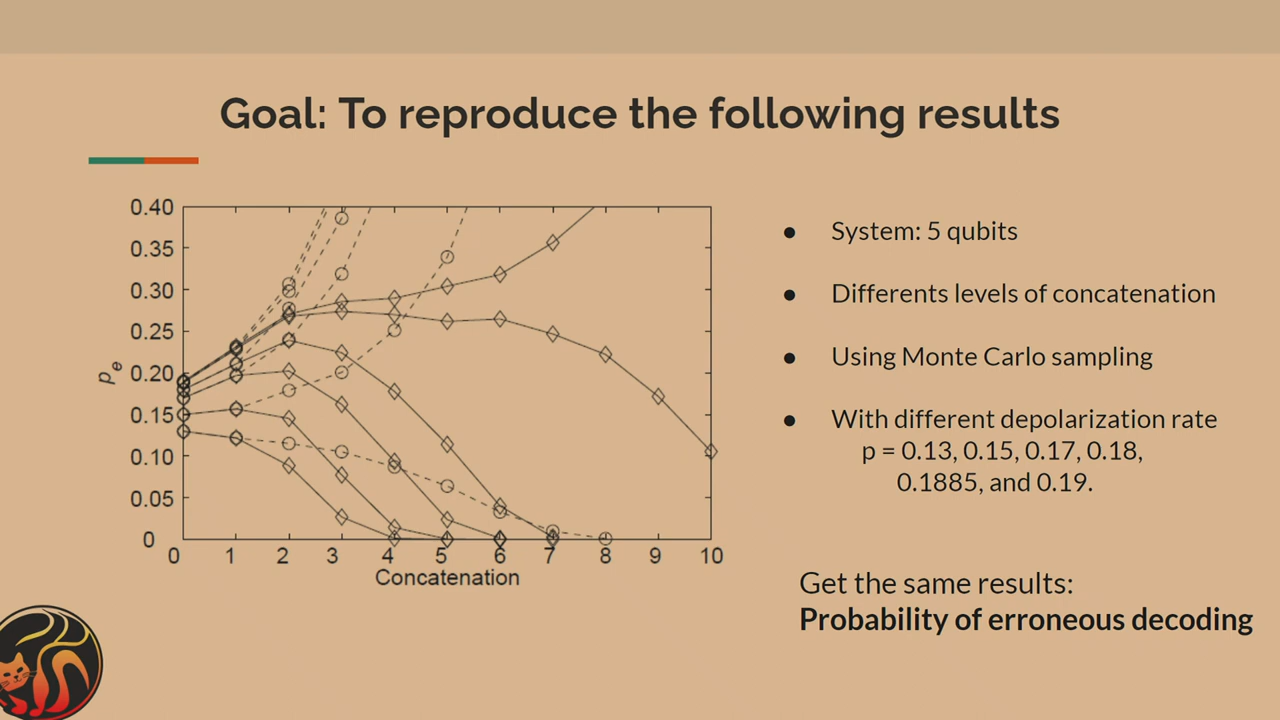 Goal: To reproduce the following results
0.40
0.35
0.30
0.25
0.20
0.15
0.10
0.05
0
pe
0 1 2 3 4 5 6 7 8 9 10
Concatenation
● System: 5 qubits
● Differents levels of concatenation
● Using Monte Carlo sampling
● With different depolarization rate
p = 0.13, 0.15, 0.17, 0.18,
0.1885, and 0.19.
Get the same results:
Probability of erroneous decoding